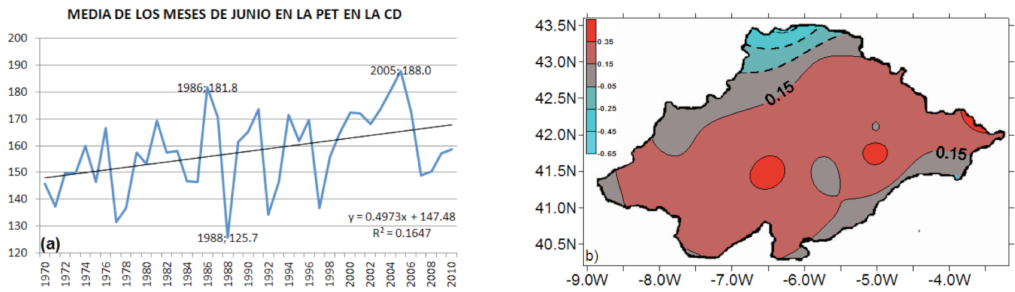 MEDIA DE LOS MESES DE JUNIO EN LA PET EN LA CD
200
190
180
170
160
150
140
130
120
1986; 181.8
2005; 188.0
1988; 125.7
y = 0.4973x + 147.48
R² = 0.1647
(a)
1970
1972
1974
1976
1978
1980
1982
1984
1986
1988
1990
1992
1994
1996
1998
2000
2002
2004
2006
2008
2010
43.5N
43.0N
42.5N
42.0N
41.5N
41.0N
40.5N
0.35
0.15
-0.05
-0.25
-0.45
-0.65
0.15
0.15
b)
-9.0W
-8.0W
-7.0W
-6.0W
-5.0W
-4.0W